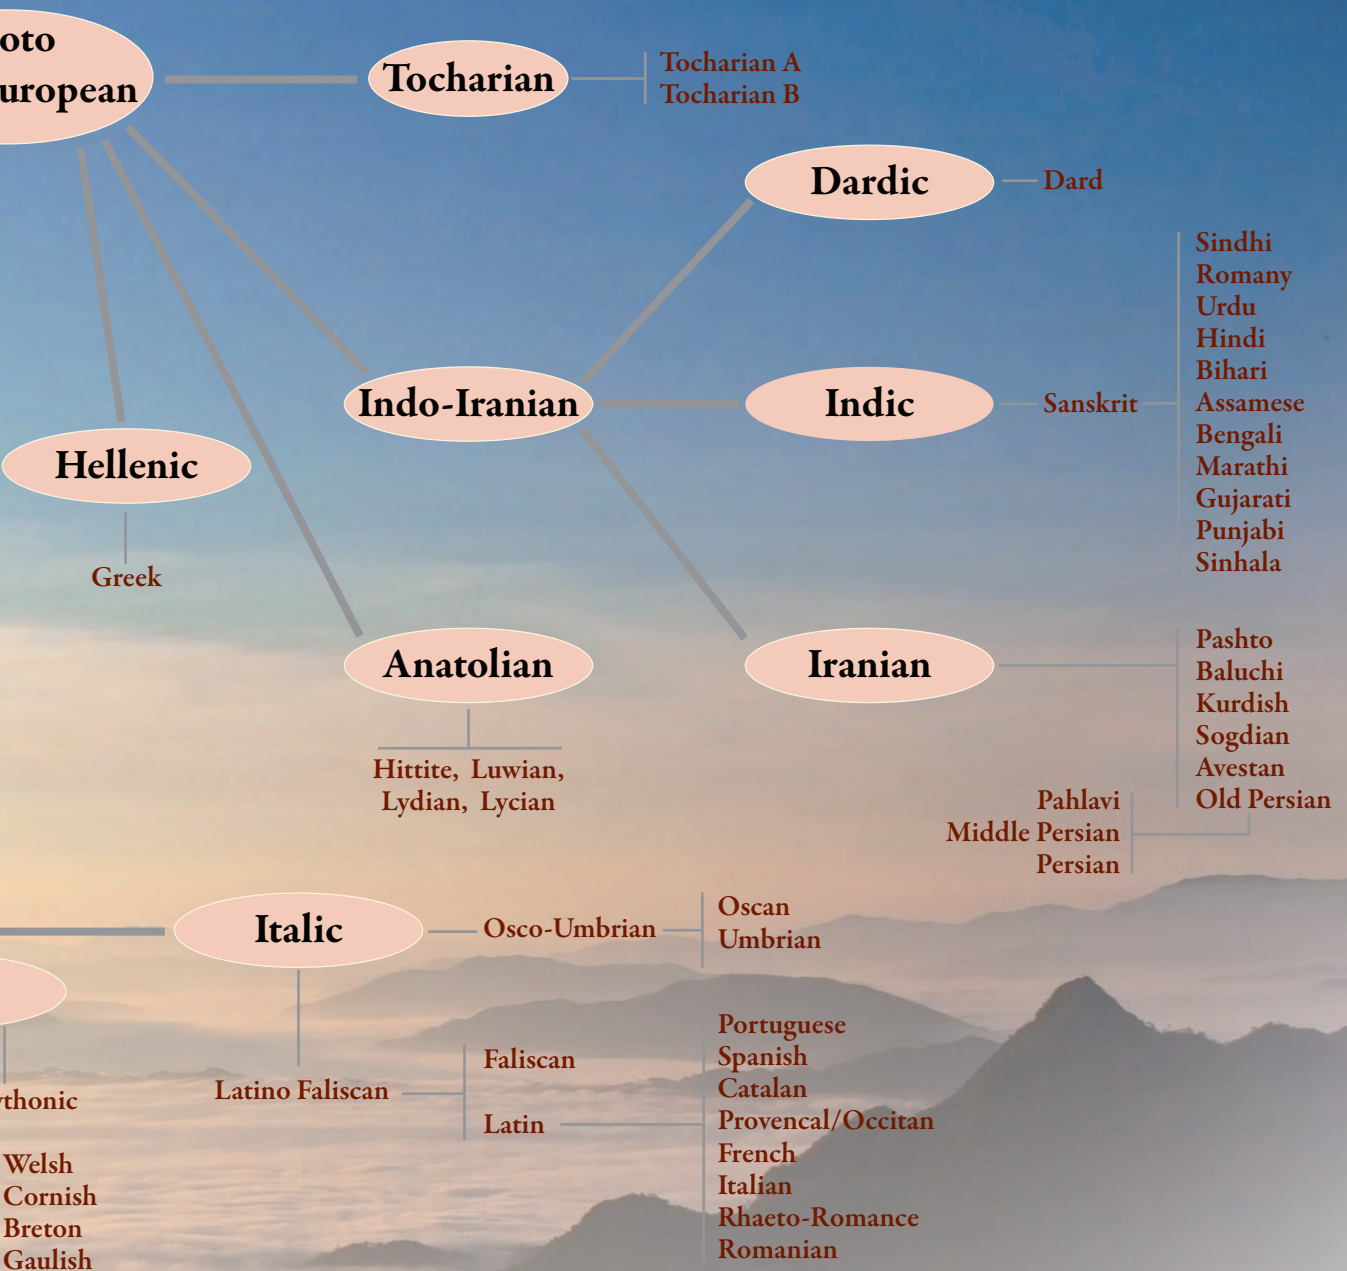 oto
uropean
Tocharian
Tocharian A
Tocharian B
Dardic
Dard
Indo-Iranian
Indic
Sanskrit
Sindhi
Romany
Urdu
Hindi
Bihari
Assamese
Bengali
Marathi
Gujarati
Punjabi
Sinhala
Hellenic
Greek
Anatolian
Hittite, Luwian,
Lydian, Lycian
Iranian
Pashto
Baluchi
Kurdish
Sogdian
Avestan
Old Persian
Pahlavi
Middle Persian
Persian
Italic
Osco-Umbrian
Oscan
Umbrian
Latino Faliscan
Faliscan
Latin
Portuguese
Spanish
Catalan
Provencal/Occitan
French
Italian
Rhaeto-Romance
Romanian
ythonic
Welsh
Cornish
Breton
Gaulish